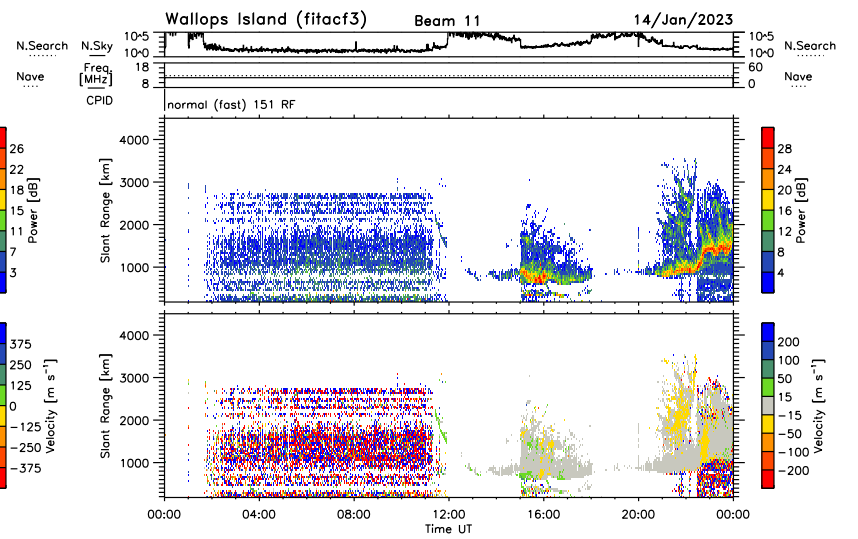 Wallops Island (fitacf3) Beam 11 14/Jan/2023
N.Search N.Sky 10^5 10^5 N.Search
10^0 10^0
Nave Freq. [MHz] 18 60 Nave
12 30
8 0
CPID normal (fast) 151 RF
Slant Range [km] 4000 3000 2000 1000
Power [dB] 26 22 18 15 11 7 3
Power [dB] 28 24 20 16 12 8 4
Slant Range [km] 4000 3000 2000 1000
Velocity [m s⁻¹] 375 250 125 0 −125 −250 −375
Velocity [m s⁻¹] 200 100 50 15 −15 −50 −100 −200
00:00 04:00 08:00 12:00 16:00 20:00 00:00
Time UT